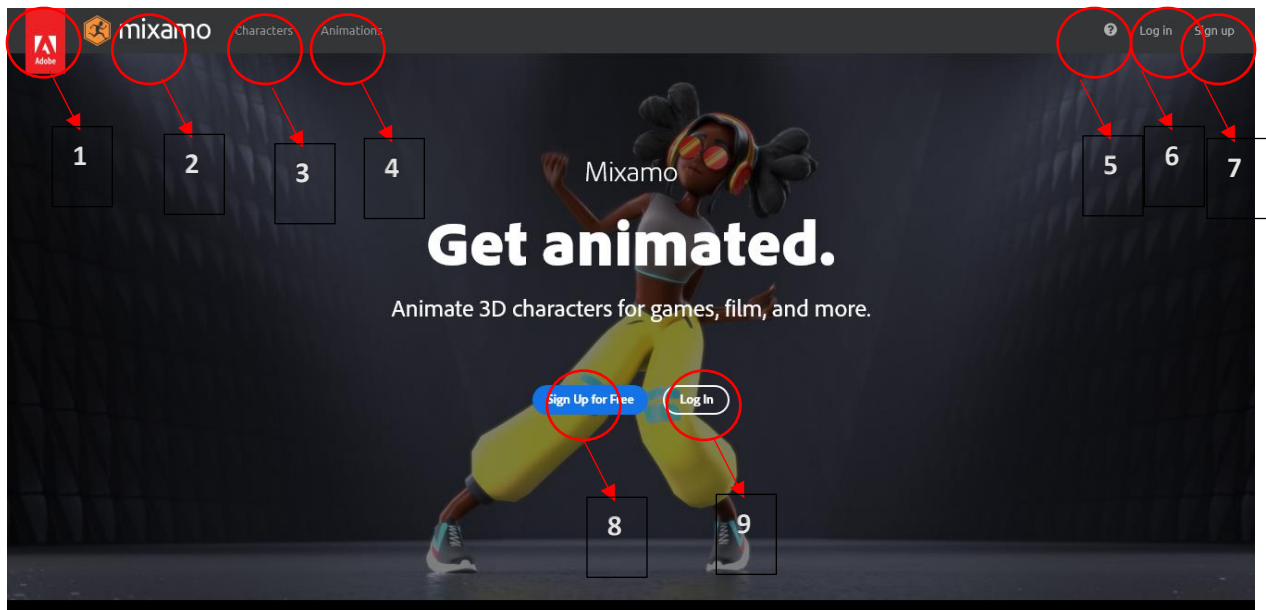 Adobe
mixamo Characters Animations ? Log in Sign up
1 2 3 4 5 6 7
Mixamo
Get animated.
Animate 3D characters for games, film, and more.
Sign Up for Free Log In
8 9